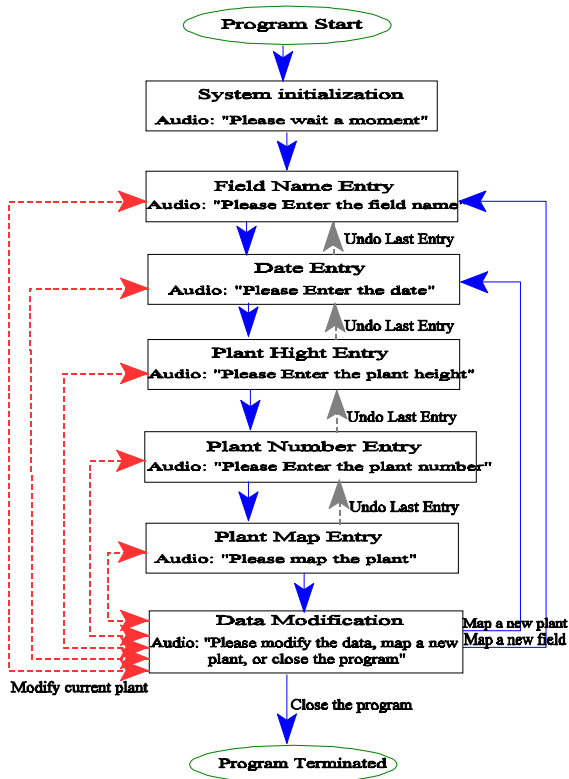 Program Start
System initialization
Audio: "Please wait a moment"
Field Name Entry
Audio: "Please Enter the field name"
Undo Last Entry
Date Entry
Audio: "Please Enter the date"
Undo Last Entry
Plant Hight Entry
Audio: "Please Enter the plant height"
Undo Last Entry
Plant Number Entry
Audio: "Please Enter the plant number"
Undo Last Entry
Plant Map Entry
Audio: "Please map the plant"
Data Modification
Audio: "Please modify the data, map a new
plant, or close the program"
Map a new plant
Map a new field
Modify current plant
Close the program
Program Terminated